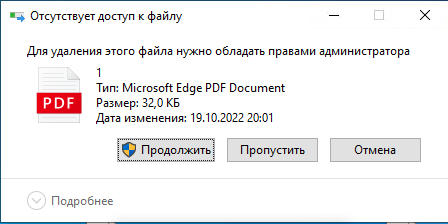 Отсутствует доступ к файлу
Для удаления этого файла нужно обладать правами администратора
1
PDF
Тип: Microsoft Edge PDF Document
Размер: 32,0 КБ
Дата изменения: 19.10.2022 20:01
Продолжить Пропустить Отмена
Подробнее